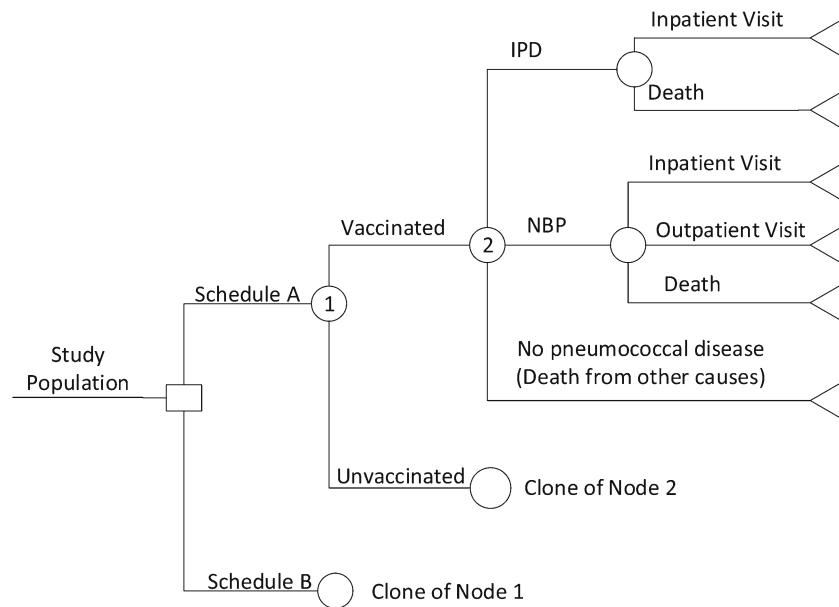 Inpatient Visit
IPD
Death
Inpatient Visit
Vaccinated
2
NBP
Outpatient Visit
Schedule A
1
Death
Study
Population
No pneumococcal disease
(Death from other causes)
Unvaccinated
Clone of Node 2
Schedule B
Clone of Node 1